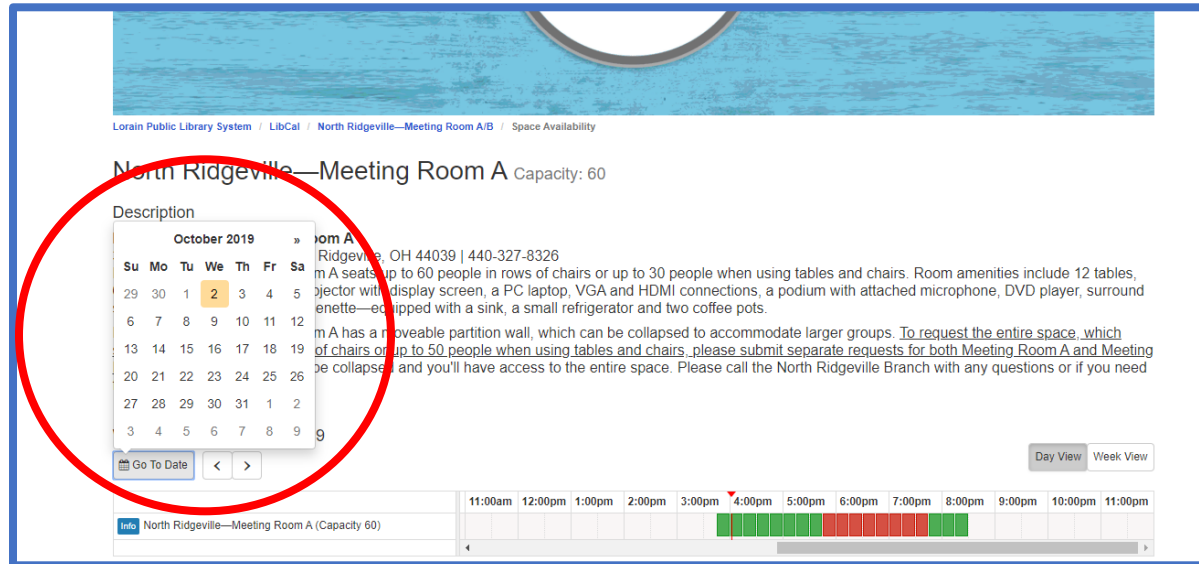 Lorain Public Library System / LibCal / North Ridgeville—Meeting Room A/B / Space Availability
North Ridgeville—Meeting Room A Capacity: 60
Description
oom A
Ridgeville, OH 44039 | 440-327-8326
m A seats up to 60 people in rows of chairs or up to 30 people when using tables and chairs. Room amenities include 12 tables,
ojector with display screen, a PC laptop, VGA and HDMI connections, a podium with attached microphone, DVD player, surround
enette—equipped with a sink, a small refrigerator and two coffee pots.
m A has a moveable partition wall, which can be collapsed to accommodate larger groups. To request the entire space, which
of chairs or up to 50 people when using tables and chairs, please submit separate requests for both Meeting Room A and Meeting
be collapsed and you'll have access to the entire space. Please call the North Ridgeville Branch with any questions or if you need
9
October 2019 »
Su Mo Tu We Th Fr Sa
29 30 1 2 3 4 5
6 7 8 9 10 11 12
13 14 15 16 17 18 19
20 21 22 23 24 25 26
27 28 29 30 31 1 2
3 4 5 6 7 8 9
Go To Date < >
Day View Week View
11:00am 12:00pm 1:00pm 2:00pm 3:00pm 4:00pm 5:00pm 6:00pm 7:00pm 8:00pm 9:00pm 10:00pm 11:00pm
Info North Ridgeville—Meeting Room A (Capacity 60)